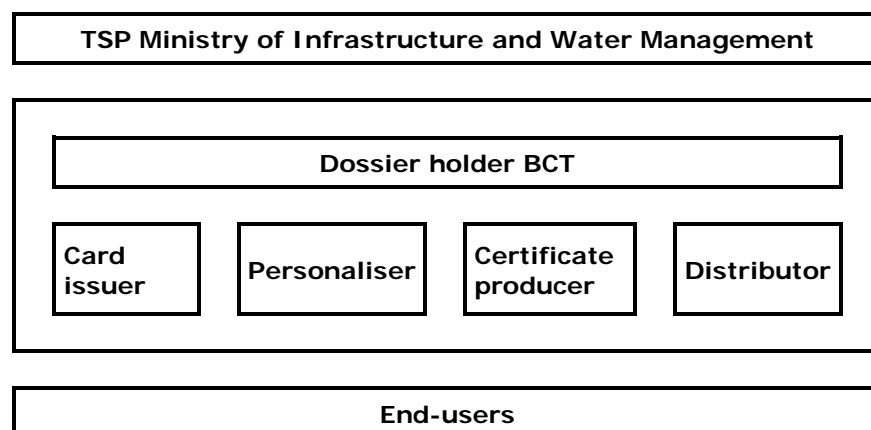 TSP Ministry of Infrastructure and Water Management
Dossier holder BCT
Card
issuer
Personaliser
Certificate
producer
Distributor
End-users